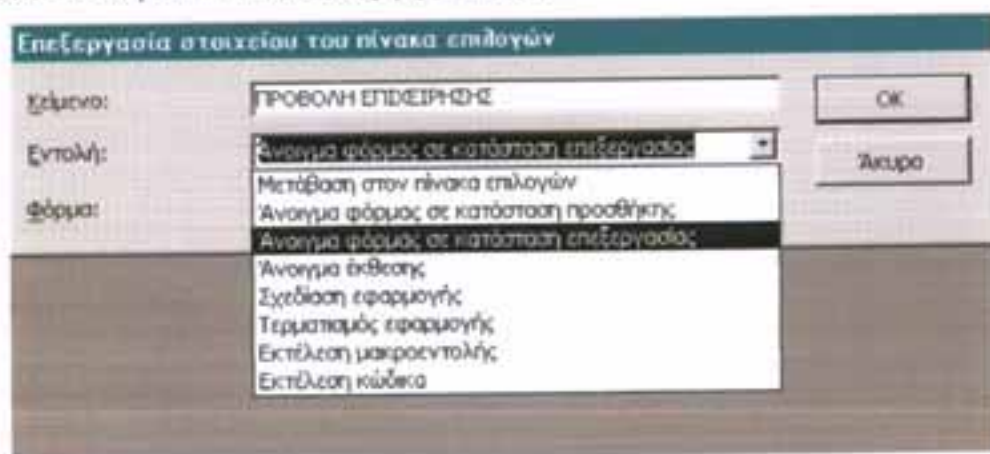 Επεξεργασία στοιχείου του πίνακα επιλογών
Κείμενο: ΠΡΟΒΟΛΗ ΕΠΙΧΕΙΡΗΣΗΣ OK
Εντολή: Άνοιγμα φόρμας σε κατάσταση επεξεργασίας Άκυρο
Φόρμα:
Μετάβαση στον πίνακα επιλογών
Άνοιγμα φόρμας σε κατάσταση προσθήκης
Άνοιγμα φόρμας σε κατάσταση επεξεργασίας
Άνοιγμα έκθεσης
Σχεδίαση εφαρμογής
Τερματισμός εφαρμογής
Εκτέλεση μακροεντολής
Εκτέλεση κώδικα